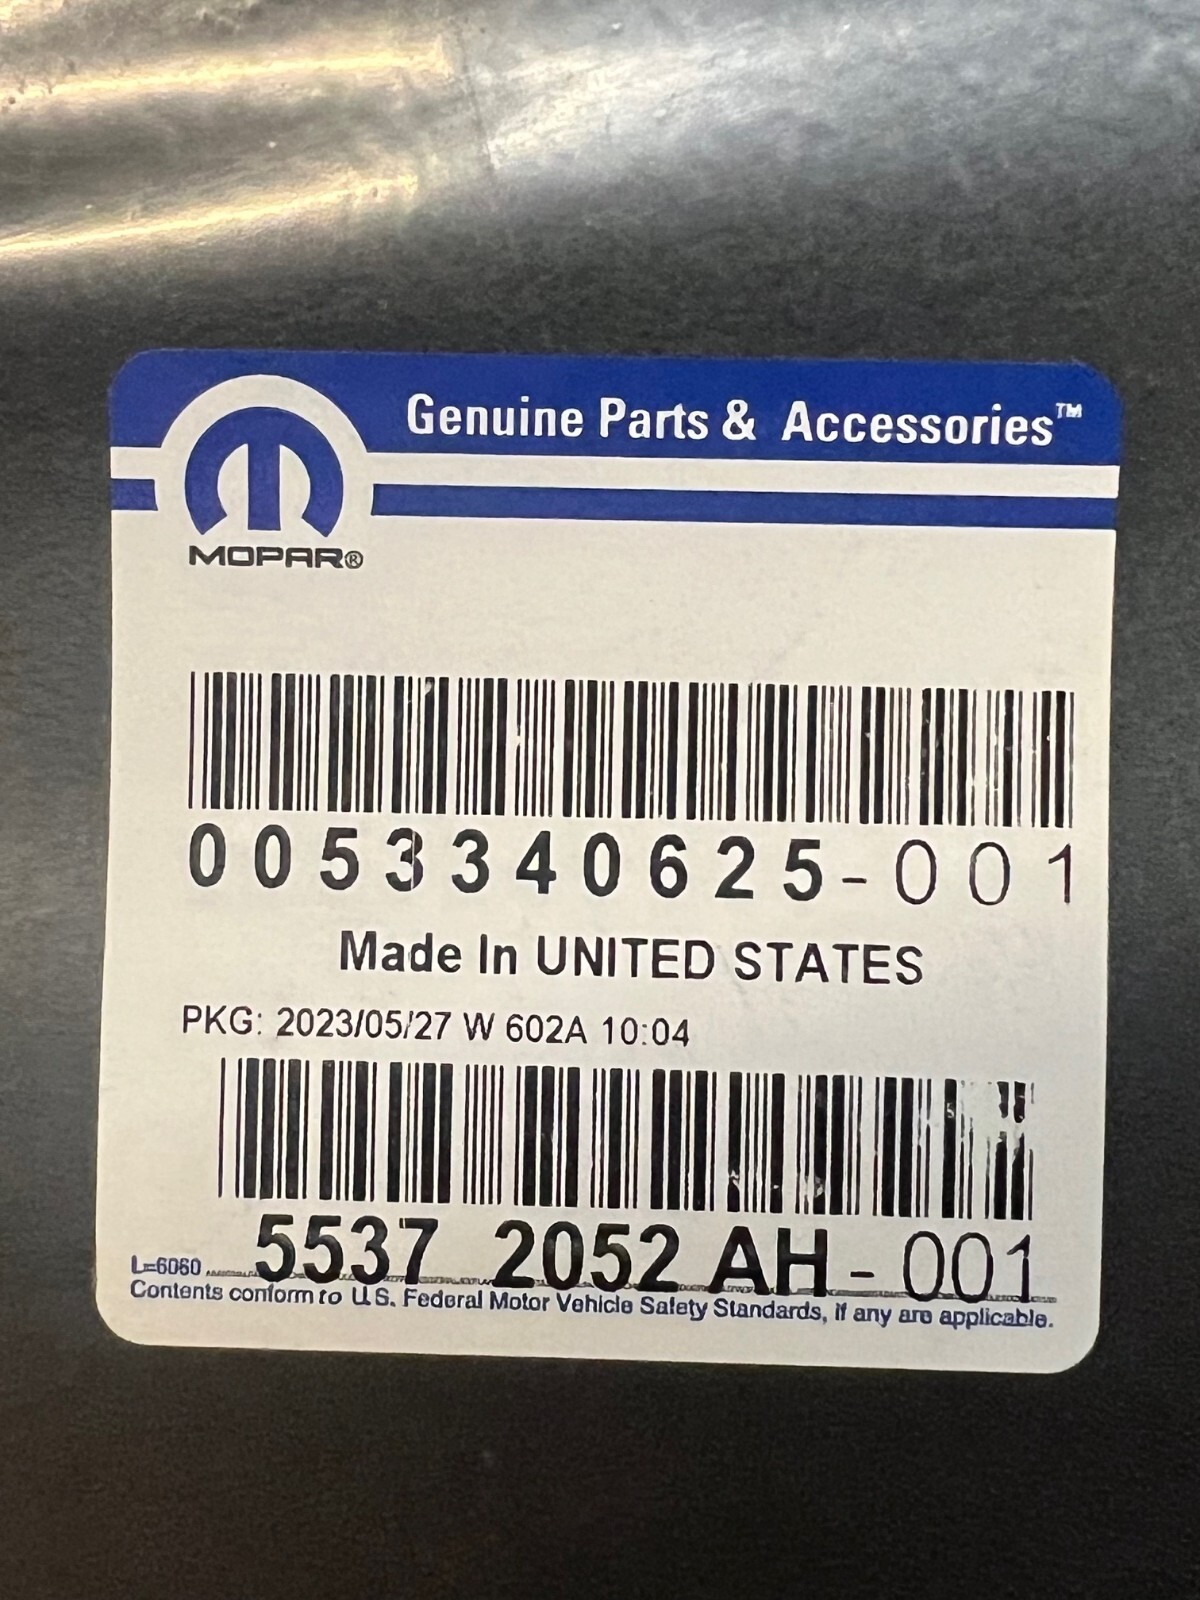 Genuine Parts & Accessories™
MOPAR®
0053340625-001
Made In UNITED STATES
PKG: 2023/05/27 W 602A 10:04
5537 2052 AH-001
L=6060
Contents conform to U.S. Federal Motor Vehicle Safety Standards, if any are applicable.